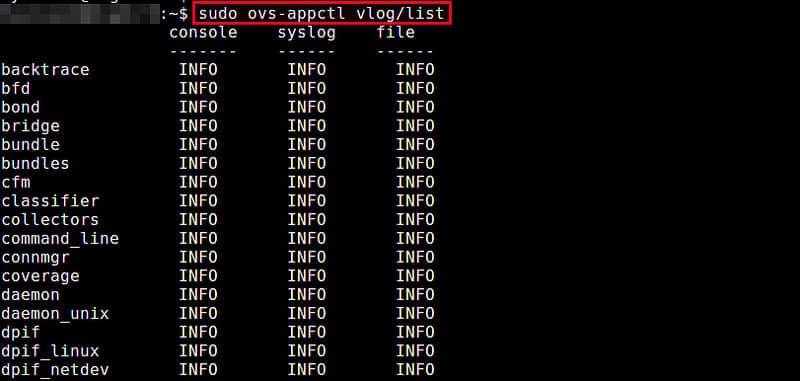 :~$ sudo ovs-appctl vlog/list
console syslog file
------- ------ ------
backtrace INFO INFO INFO
bfd INFO INFO INFO
bond INFO INFO INFO
bridge INFO INFO INFO
bundle INFO INFO INFO
bundles INFO INFO INFO
cfm INFO INFO INFO
classifier INFO INFO INFO
collectors INFO INFO INFO
command_line INFO INFO INFO
connmgr INFO INFO INFO
coverage INFO INFO INFO
daemon INFO INFO INFO
daemon_unix INFO INFO INFO
dpif INFO INFO INFO
dpif_linux INFO INFO INFO
dpif_netdev INFO INFO INFO